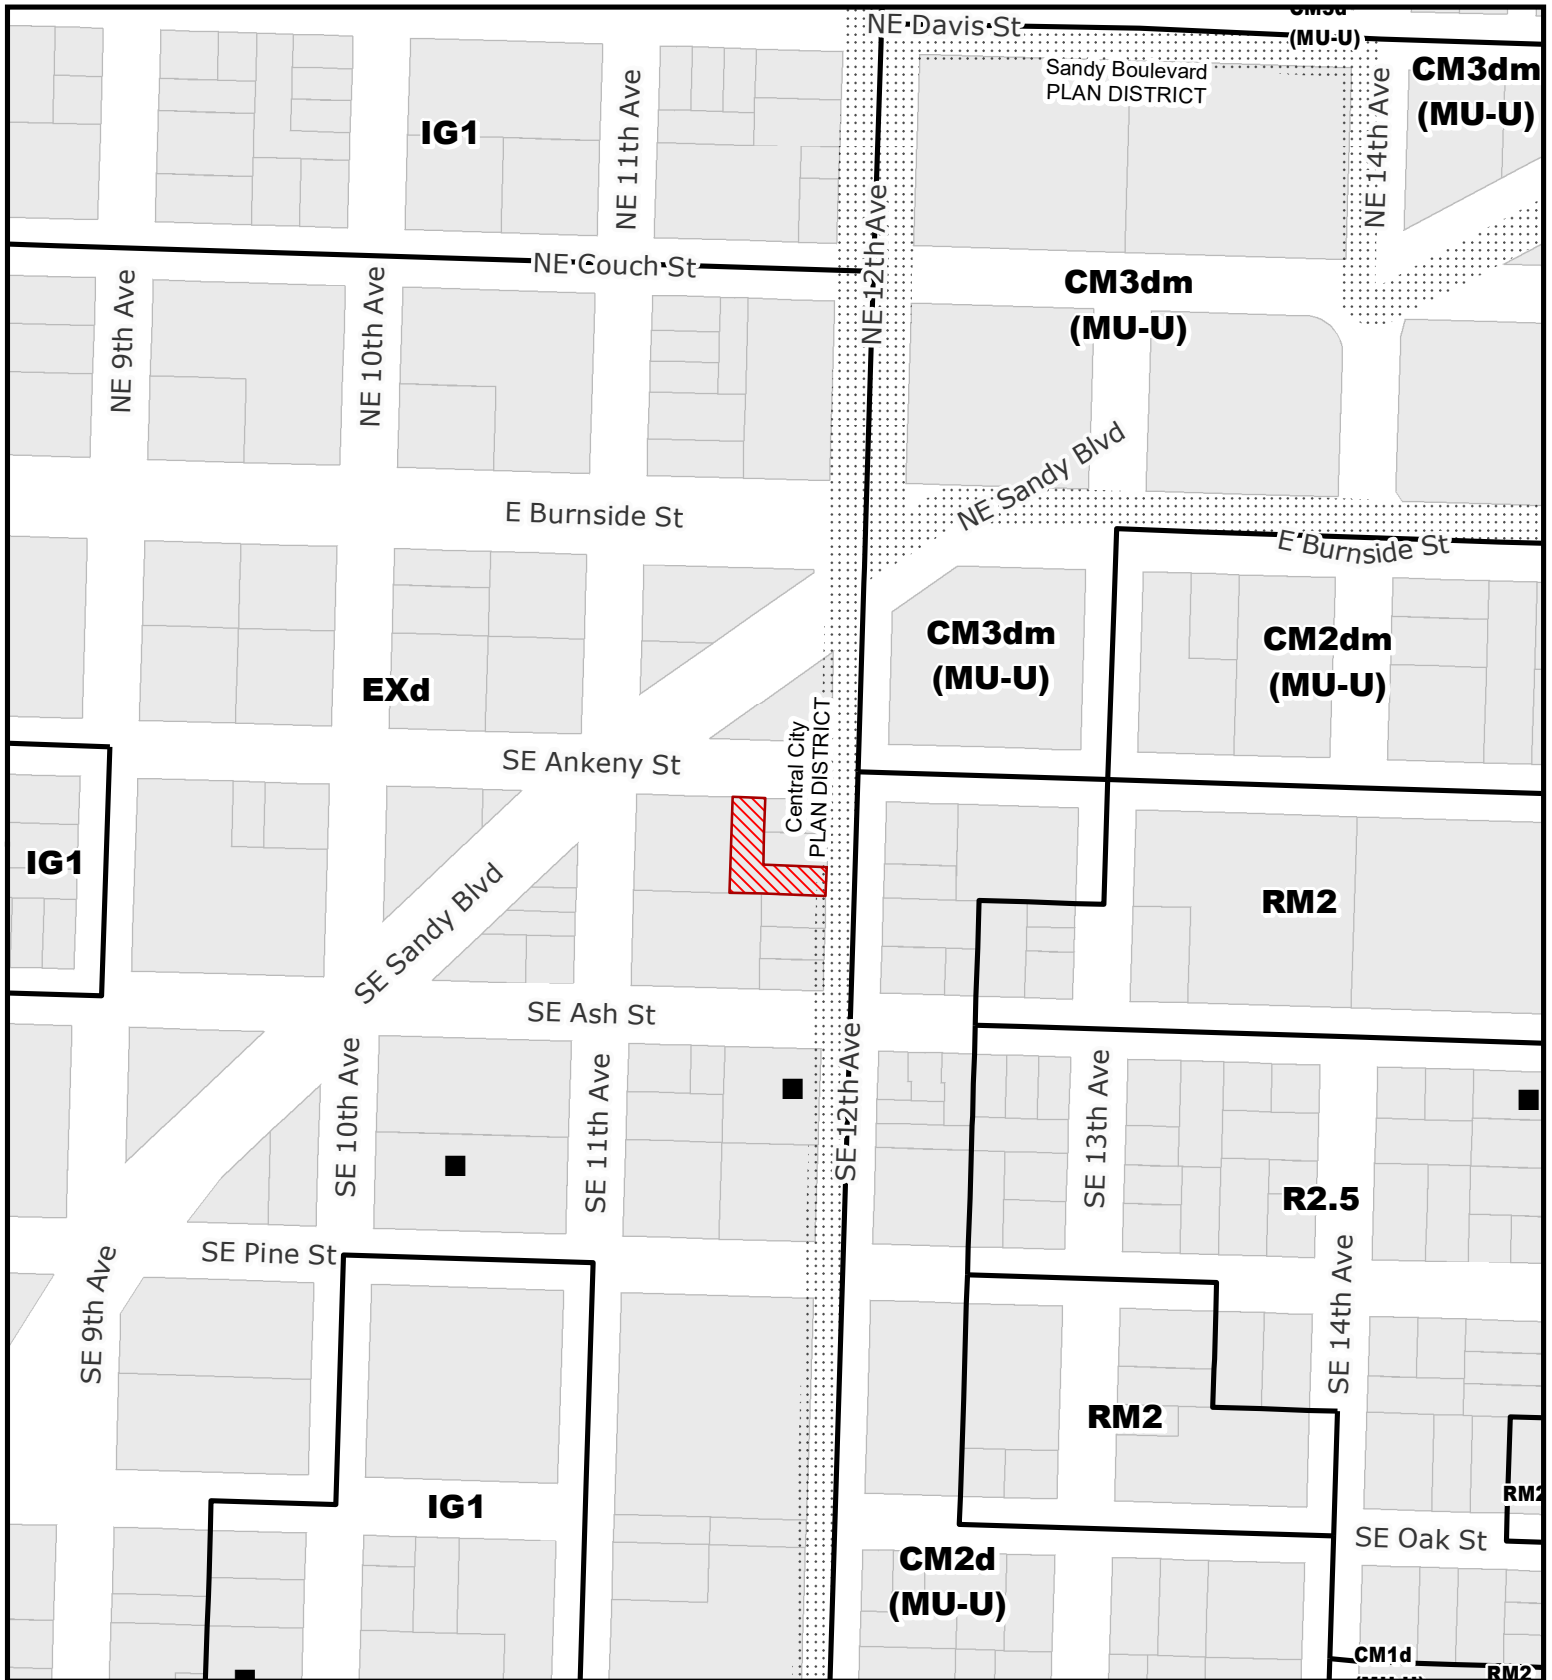 NE Davis St
(MU-U)
Sandy Boulevard
PLAN DISTRICT
CM3dm
(MU-U)
IG1
NE 11th Ave
NE 14th Ave
NE 12th Ave
NE Couch St
NE 9th Ave
NE 10th Ave
CM3dm
(MU-U)
NE Sandy Blvd
E Burnside St
E Burnside St
CM3dm
(MU-U)
CM2dm
(MU-U)
EXd
SE Ankeny St
Central City
PLAN DISTRICT
IG1
SE Sandy Blvd
RM2
SE Ash St
SE 10th Ave
SE 11th Ave
SE 12th Ave
SE 13th Ave
R2.5
SE Pine St
SE 9th Ave
SE 14th Ave
RM2
IG1
RM2
SE Oak St
CM2d
(MU-U)
CM1d
RM2